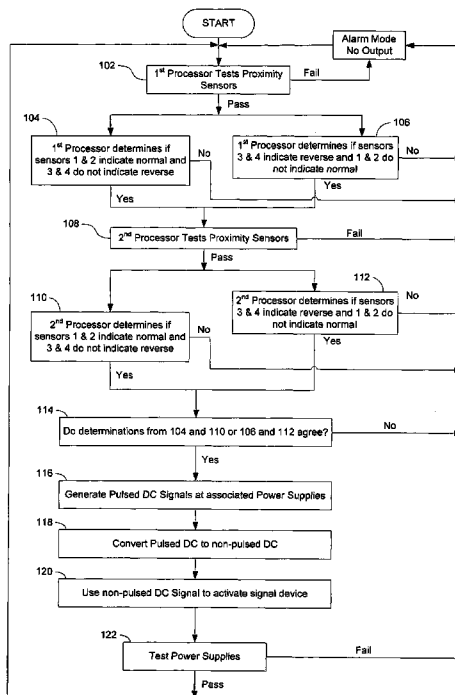 START
Alarm Mode
No Output
102
1st Processor Tests Proximity
Sensors
Fail
Pass
104
1st Processor determines if
sensors 1 & 2 indicate normal and
3 & 4 do not indicate reverse
No
Yes
106
1st Processor determines if sensors
3 & 4 indicate reverse and 1 & 2 do
not indicate normal
No
Yes
108
2nd Processor Tests Proximity Sensors
Fail
Pass
110
2nd Processor determines if
sensors 1 & 2 indicate normal and
3 & 4 do not indicate reverse
No
Yes
112
2nd Processor determines if sensors
3 & 4 indicate reverse and 1 & 2 do
not indicate normal
No
Yes
114
Do determinations from 104 and 110 or 106 and 112 agree?
No
Yes
116
Generate Pulsed DC Signals at associated Power Supplies
118
Convert Pulsed DC to non-pulsed DC
120
Use non-pulsed DC Signal to activate signal device
122
Test Power Supplies
Fail
Pass